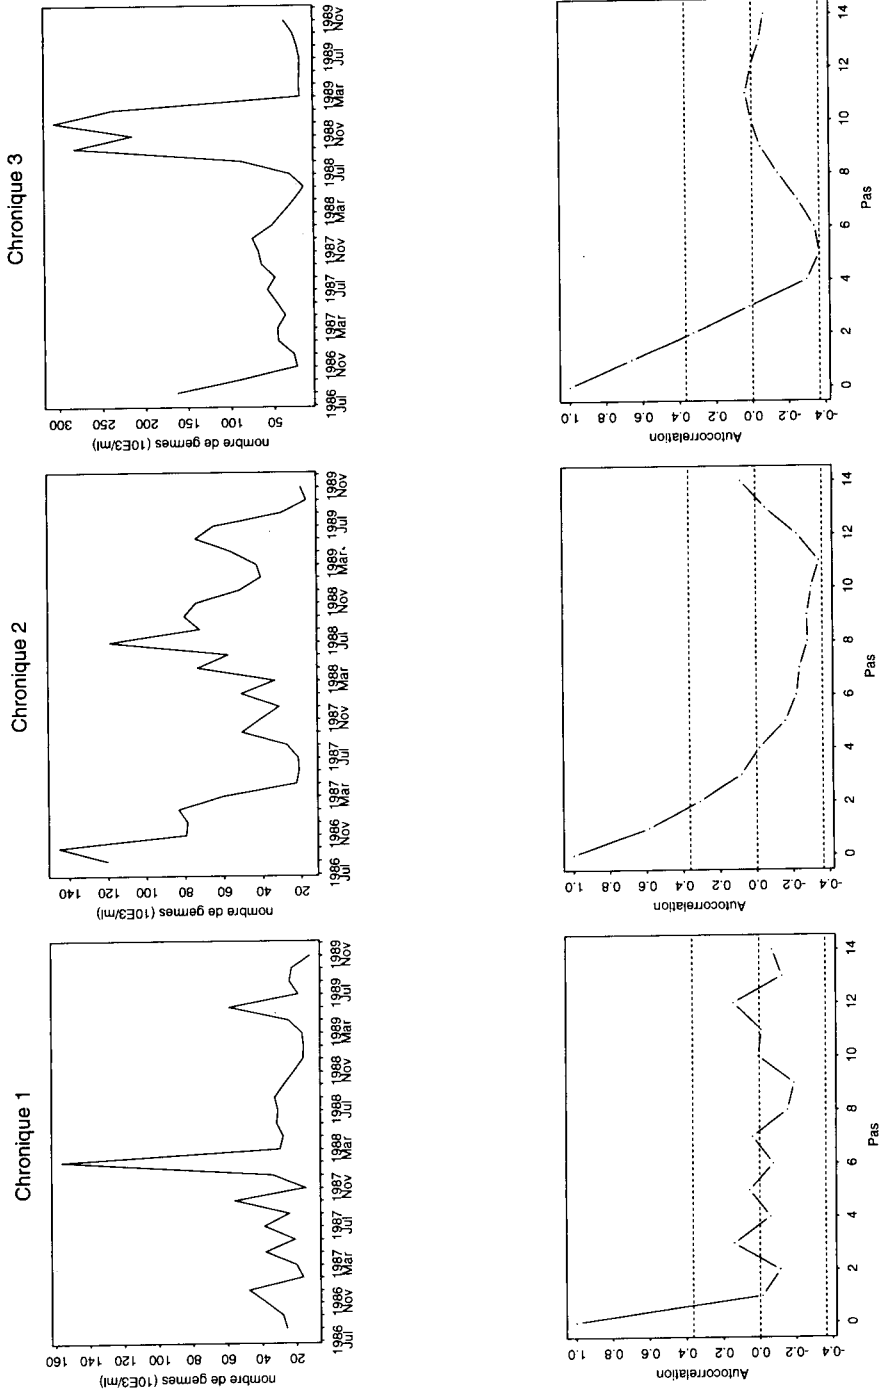 Chronique 1
nombre de germes (10E3/ml)
160 140 120 100 80 60 40 20
1986 1986 1987 1987 1987 1988 1988 1988 1989 1989 1989
Jul Nov Mar Jul Nov Mar Jul Nov Mar Jul Nov
Autocorrelation
1.0 0.8 0.6 0.4 0.2 0.0 -0.2 -0.4
0 2 4 6 8 10 12 14
Pas
Chronique 2
nombre de germes (10E3/ml)
140 120 100 80 60 40 20
1986 1986 1987 1987 1987 1988 1988 1988 1989 1989 1989
Jul Nov Mar Jul Nov Mar Jul Nov Mar Jul Nov
Autocorrelation
1.0 0.8 0.6 0.4 0.2 0.0 -0.2 -0.4
0 2 4 6 8 10 12 14
Pas
Chronique 3
nombre de germes (10E3/ml)
300 250 200 150 100 50
1986 1986 1987 1987 1987 1988 1988 1988 1989 1989 1989
Jul Nov Mar Jul Nov Mar Jul Nov Mar Jul Nov
Autocorrelation
1.0 0.8 0.6 0.4 0.2 0.0 -0.2 -0.4
0 2 4 6 8 10 12 14
Pas